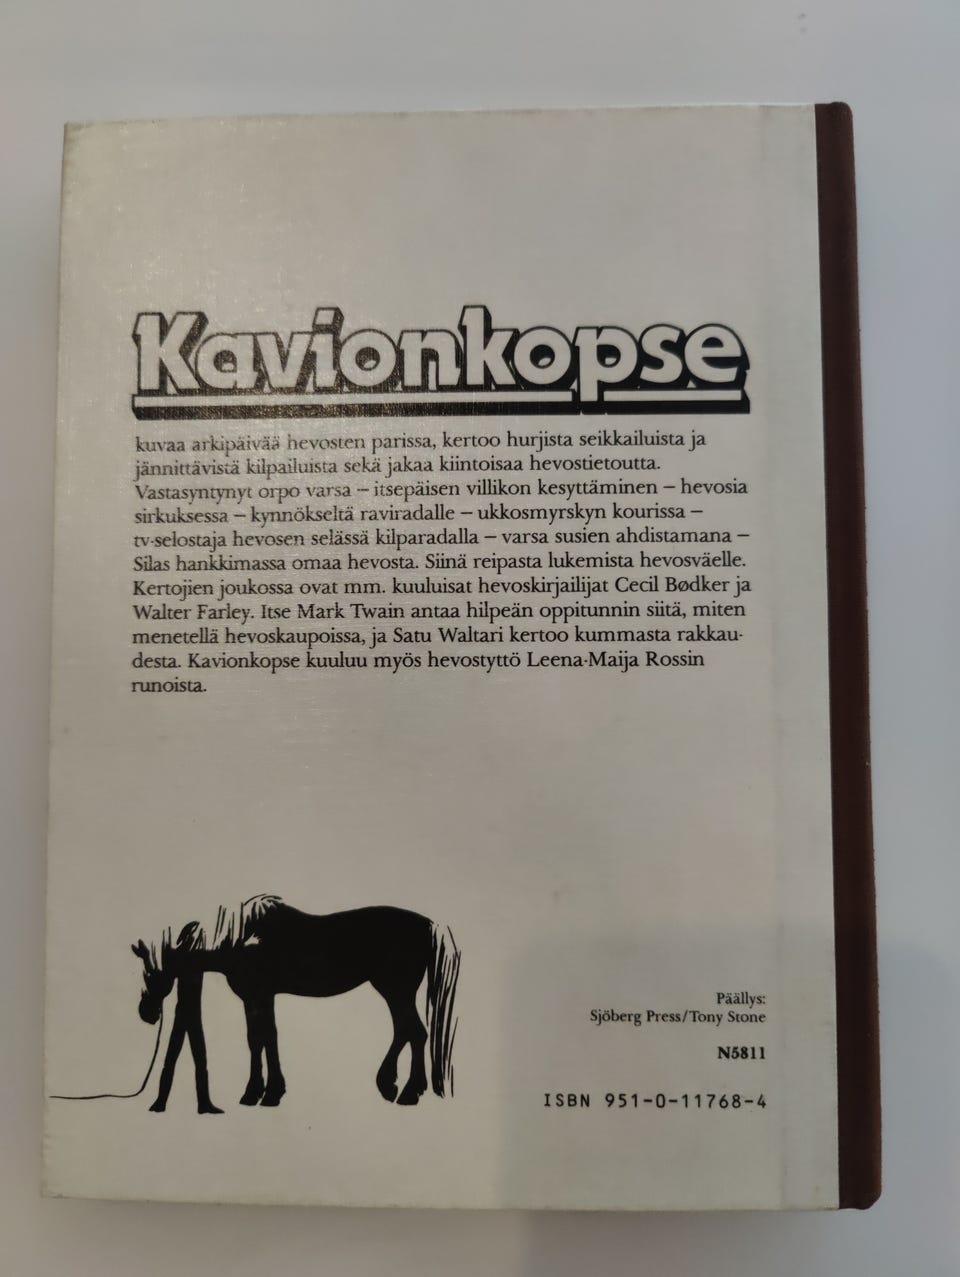 Kavionkopse
kuvaa arkipäivää hevosten parissa, kertoo hurjista seikkailuista ja
jännittävistä kilpailuista sekä jakaa kiintoisaa hevostietoutta.
Vastasyntynyt orpo varsa – itsepäisen villikon kesyttäminen – hevosia
sirkuksessa – kynnökseltä raviradalle – ukkosmyrskyn kourissa –
tv-selostaja hevosen selässä kilparadalla – varsa susien ahdistamana –
Silas hankkimassa omaa hevosta. Siinä reipasta lukemista hevosväelle.
Kertojien joukossa ovat mm. kuuluisat hevoskirjailijat Cecil Bødker ja
Walter Farley. Itse Mark Twain antaa hilpeän oppitunnin siitä, miten
menetellä hevoskaupoissa, ja Satu Waltari kertoo kummasta rakkau-
desta. Kavionkopse kuuluu myös hevostyttö Leena-Maija Rossin
runoista.
Päällys:
Sjöberg Press/Tony Stone
N5811
ISBN 951-0-11768-4